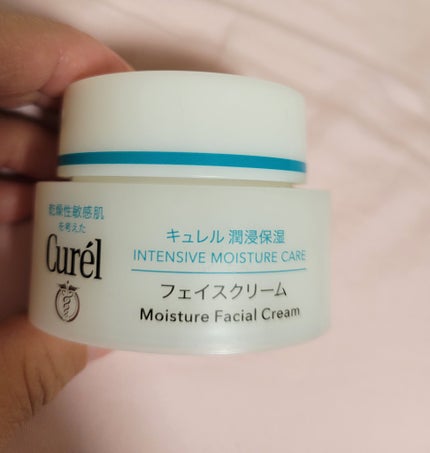 乾燥性敏感肌
を考えた
Curél
キュレル 潤浸保湿
INTENSIVE MOISTURE CARE
フェイスクリーム
Moisture Facial Cream